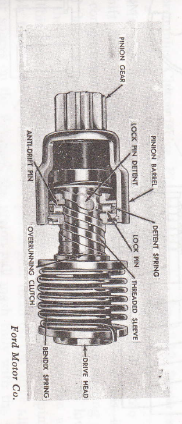 PINION GEAR
PINION BARREL
LOCK PIN DETENT
DETENT SPRING
ANTI-DRIFT PIN
LOCK PIN
THREADED SLEEVE
OVERRUNNING CLUTCH
DRIVE HEAD
BENDIX SPRING
Ford Motor Co.